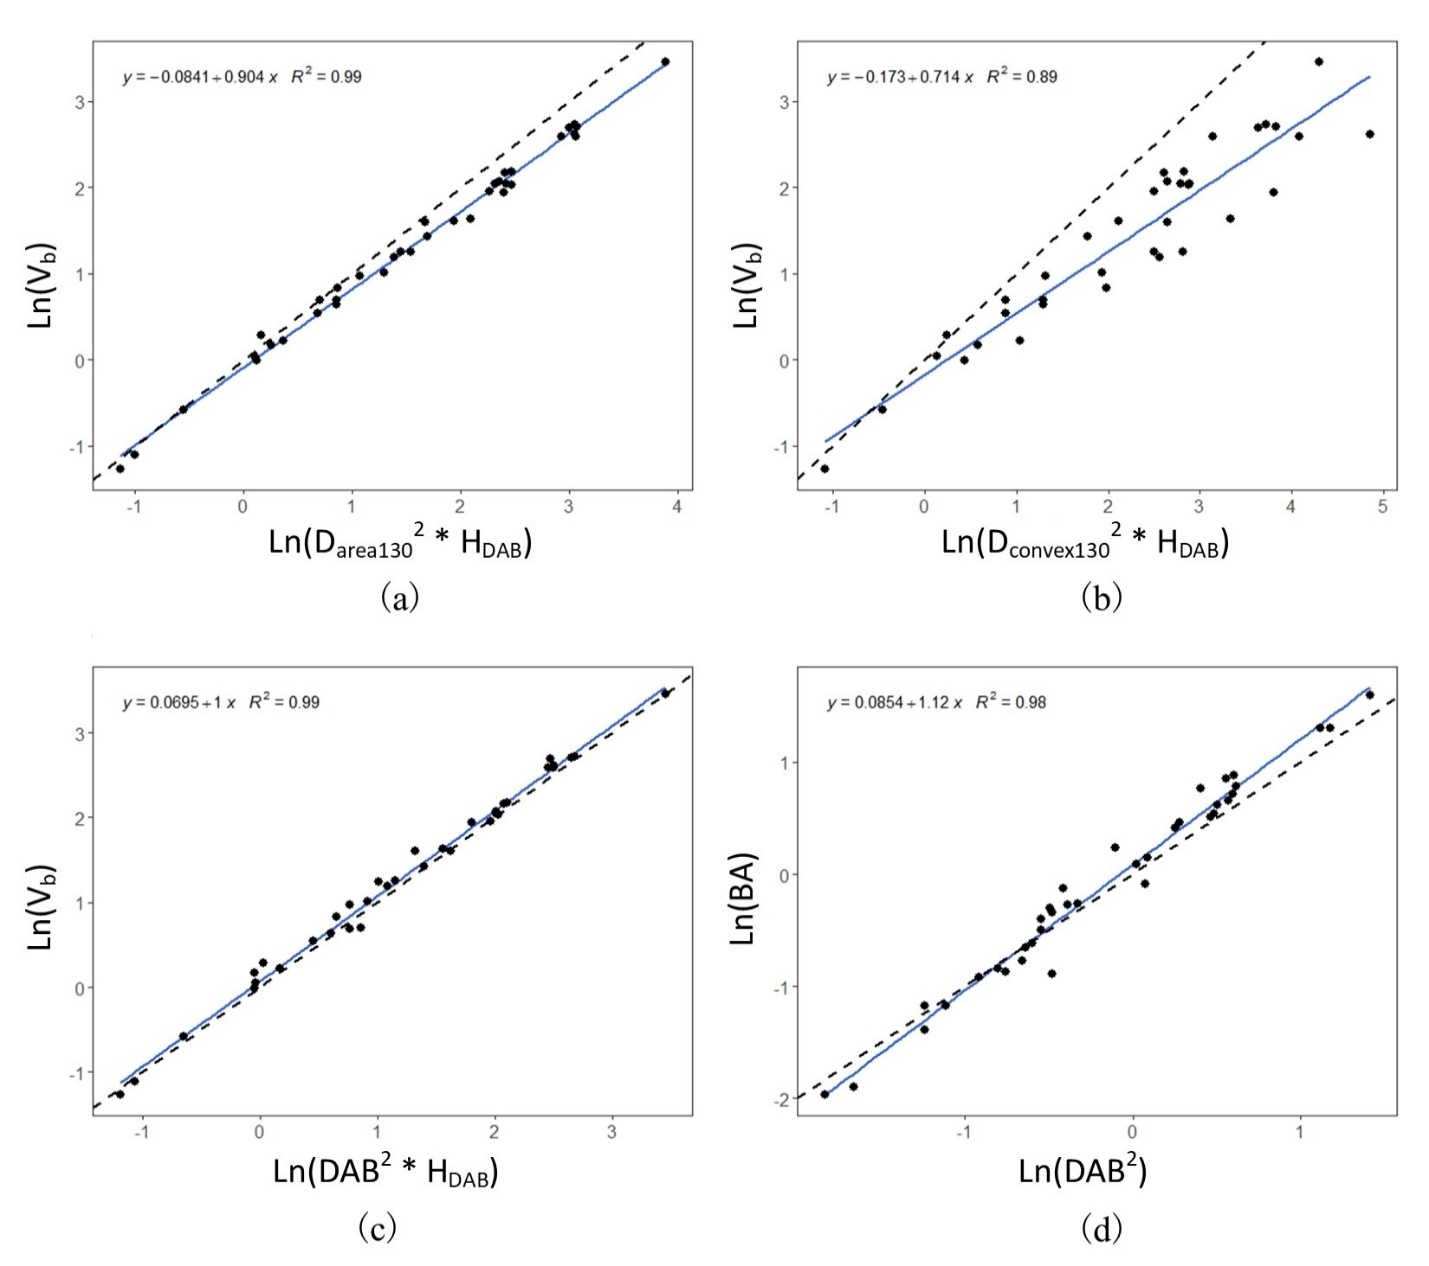 y = −0.0841 + 0.904 x   R² = 0.99
3
2
1
0
-1
Ln(V_b)
-1 0 1 2 3 4
Ln(D_area130² * H_DAB)
(a)
y = −0.173 + 0.714 x   R² = 0.89
3
2
1
0
-1
Ln(V_b)
-1 0 1 2 3 4 5
Ln(D_convex130² * H_DAB)
(b)
y = 0.0695 + 1 x   R² = 0.99
3
2
1
0
-1
Ln(V_b)
-1 0 1 2 3
Ln(DAB² * H_DAB)
(c)
y = 0.0854 + 1.12 x   R² = 0.98
1
0
-1
-2
Ln(BA)
-1 0 1
Ln(DAB²)
(d)